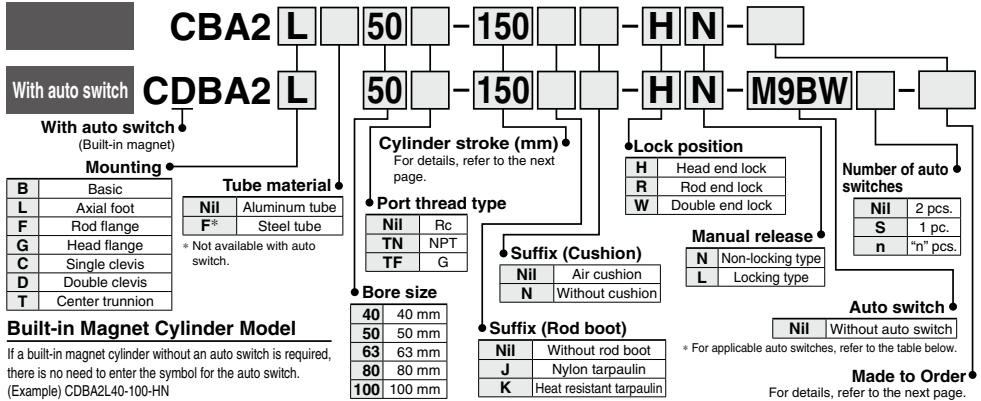 CBA2 L 50 - 150 - H N -
With auto switch CDBA2 L 50 - 150 - H N - M9BW -
With auto switch
(Built-in magnet)
Mounting
B Basic
L Axial foot
F Rod flange
G Head flange
C Single clevis
D Double clevis
T Center trunnion
Tube material
Nil Aluminum tube
F* Steel tube
* Not available with auto
switch.
Cylinder stroke (mm)
For details, refer to the next
page.
Port thread type
Nil Rc
TN NPT
TF G
Bore size
40 40 mm
50 50 mm
63 63 mm
80 80 mm
100 100 mm
Suffix (Cushion)
Nil Air cushion
N Without cushion
Suffix (Rod boot)
Nil Without rod boot
J Nylon tarpaulin
K Heat resistant tarpaulin
Lock position
H Head end lock
R Rod end lock
W Double end lock
Manual release
N Non-locking type
L Locking type
Number of auto
switches
Nil 2 pcs.
S 1 pc.
n “n” pcs.
Auto switch
Nil Without auto switch
* For applicable auto switches, refer to the table below.
Made to Order
For details, refer to the next page.
Built-in Magnet Cylinder Model
If a built-in magnet cylinder without an auto switch is required,
there is no need to enter the symbol for the auto switch.
(Example) CDBA2L40-100-HN